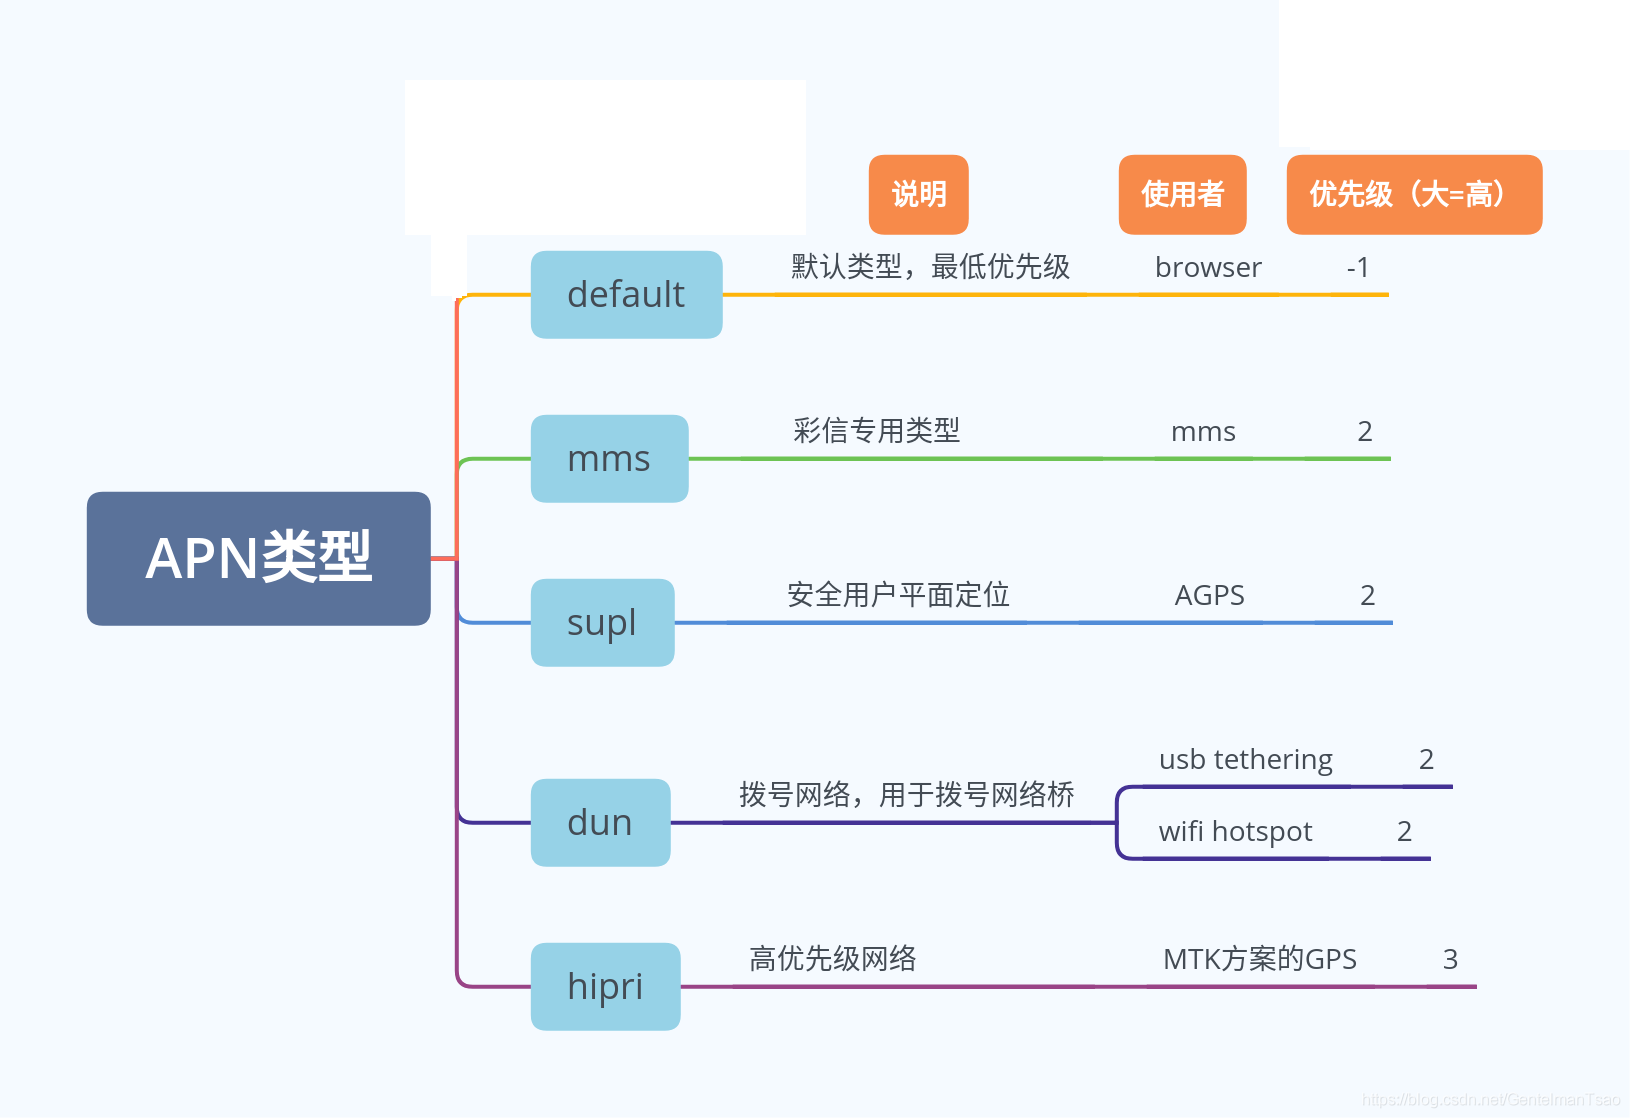 说明
使用者
优先级（大=高）
APN类型
default
默认类型，最低优先级
browser
-1
mms
彩信专用类型
mms
2
supl
安全用户平面定位
AGPS
2
dun
拨号网络，用于拨号网络桥
usb tethering
2
wifi hotspot
2
hipri
高优先级网络
MTK方案的GPS
3
https://blog.csdn.net/GentelmanTsao